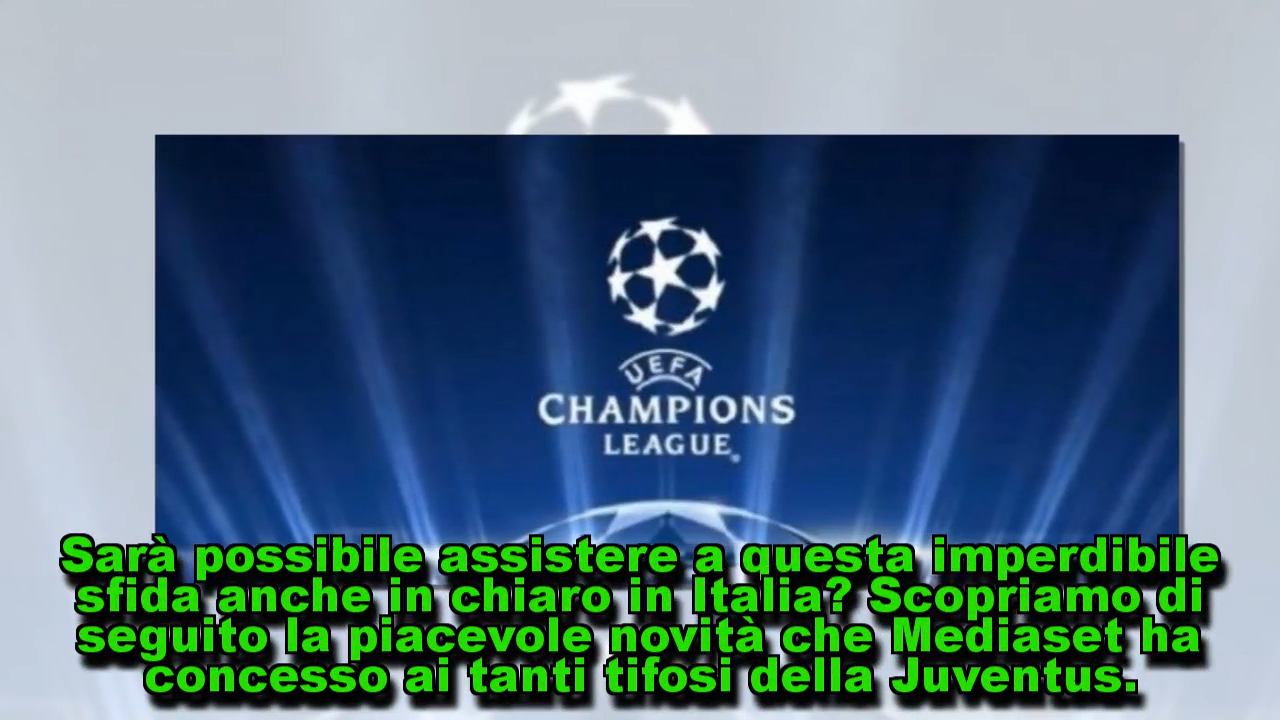 UEFA
CHAMPIONS
LEAGUE
Sarà possibile assistere a questa imperdibile
sfida anche in chiaro in Italia? Scopriamo di
seguito la piacevole novità che Mediaset ha
concesso ai tanti tifosi della Juventus.